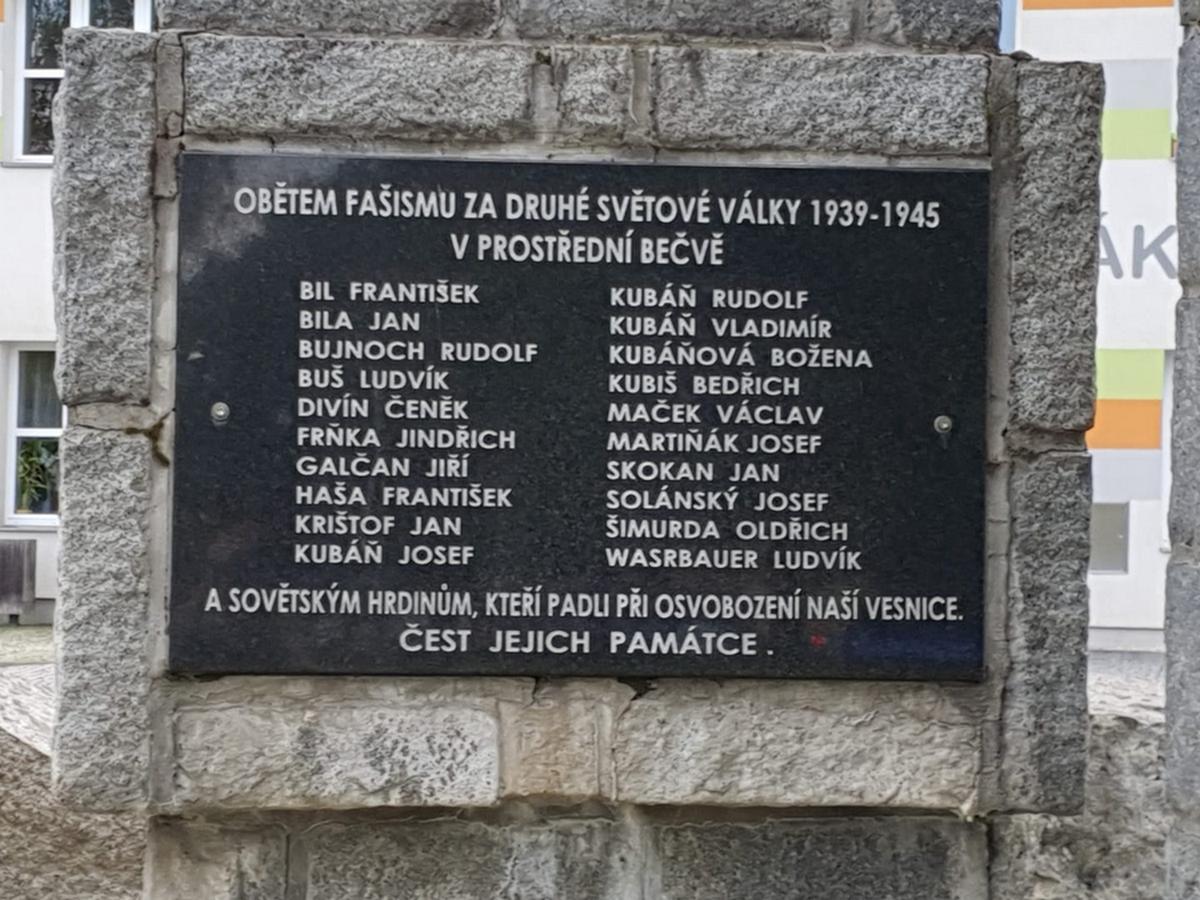 OBĚTEM FAŠISMU ZA DRUHÉ SVĚTOVÉ VÁLKY 1939-1945
V PROSTŘEDNÍ BEČVĚ
BIL FRANTIŠEK
BILA JAN
BUJNOCH RUDOLF
BUŠ LUDVÍK
DIVÍN ČENĚK
FRŇKA JINDŘICH
GALČAN JIŘÍ
HAŠA FRANTIŠEK
KRIŠTOF JAN
KUBÁŇ JOSEF
KUBÁŇ RUDOLF
KUBÁŇ VLADIMÍR
KUBÁŇOVÁ BOŽENA
KUBIŠ BEDŘICH
MAČEK VÁCLAV
MARTIŇÁK JOSEF
SKOKAN JAN
SOLÁNSKÝ JOSEF
ŠIMURDA OLDŘICH
WASRBAUER LUDVÍK
A SOVĚTSKÝM HRDINŮM, KTEŘÍ PADLI PŘI OSVOBOZENÍ NAŠÍ VESNICE.
ČEST JEJICH PAMÁTCE .